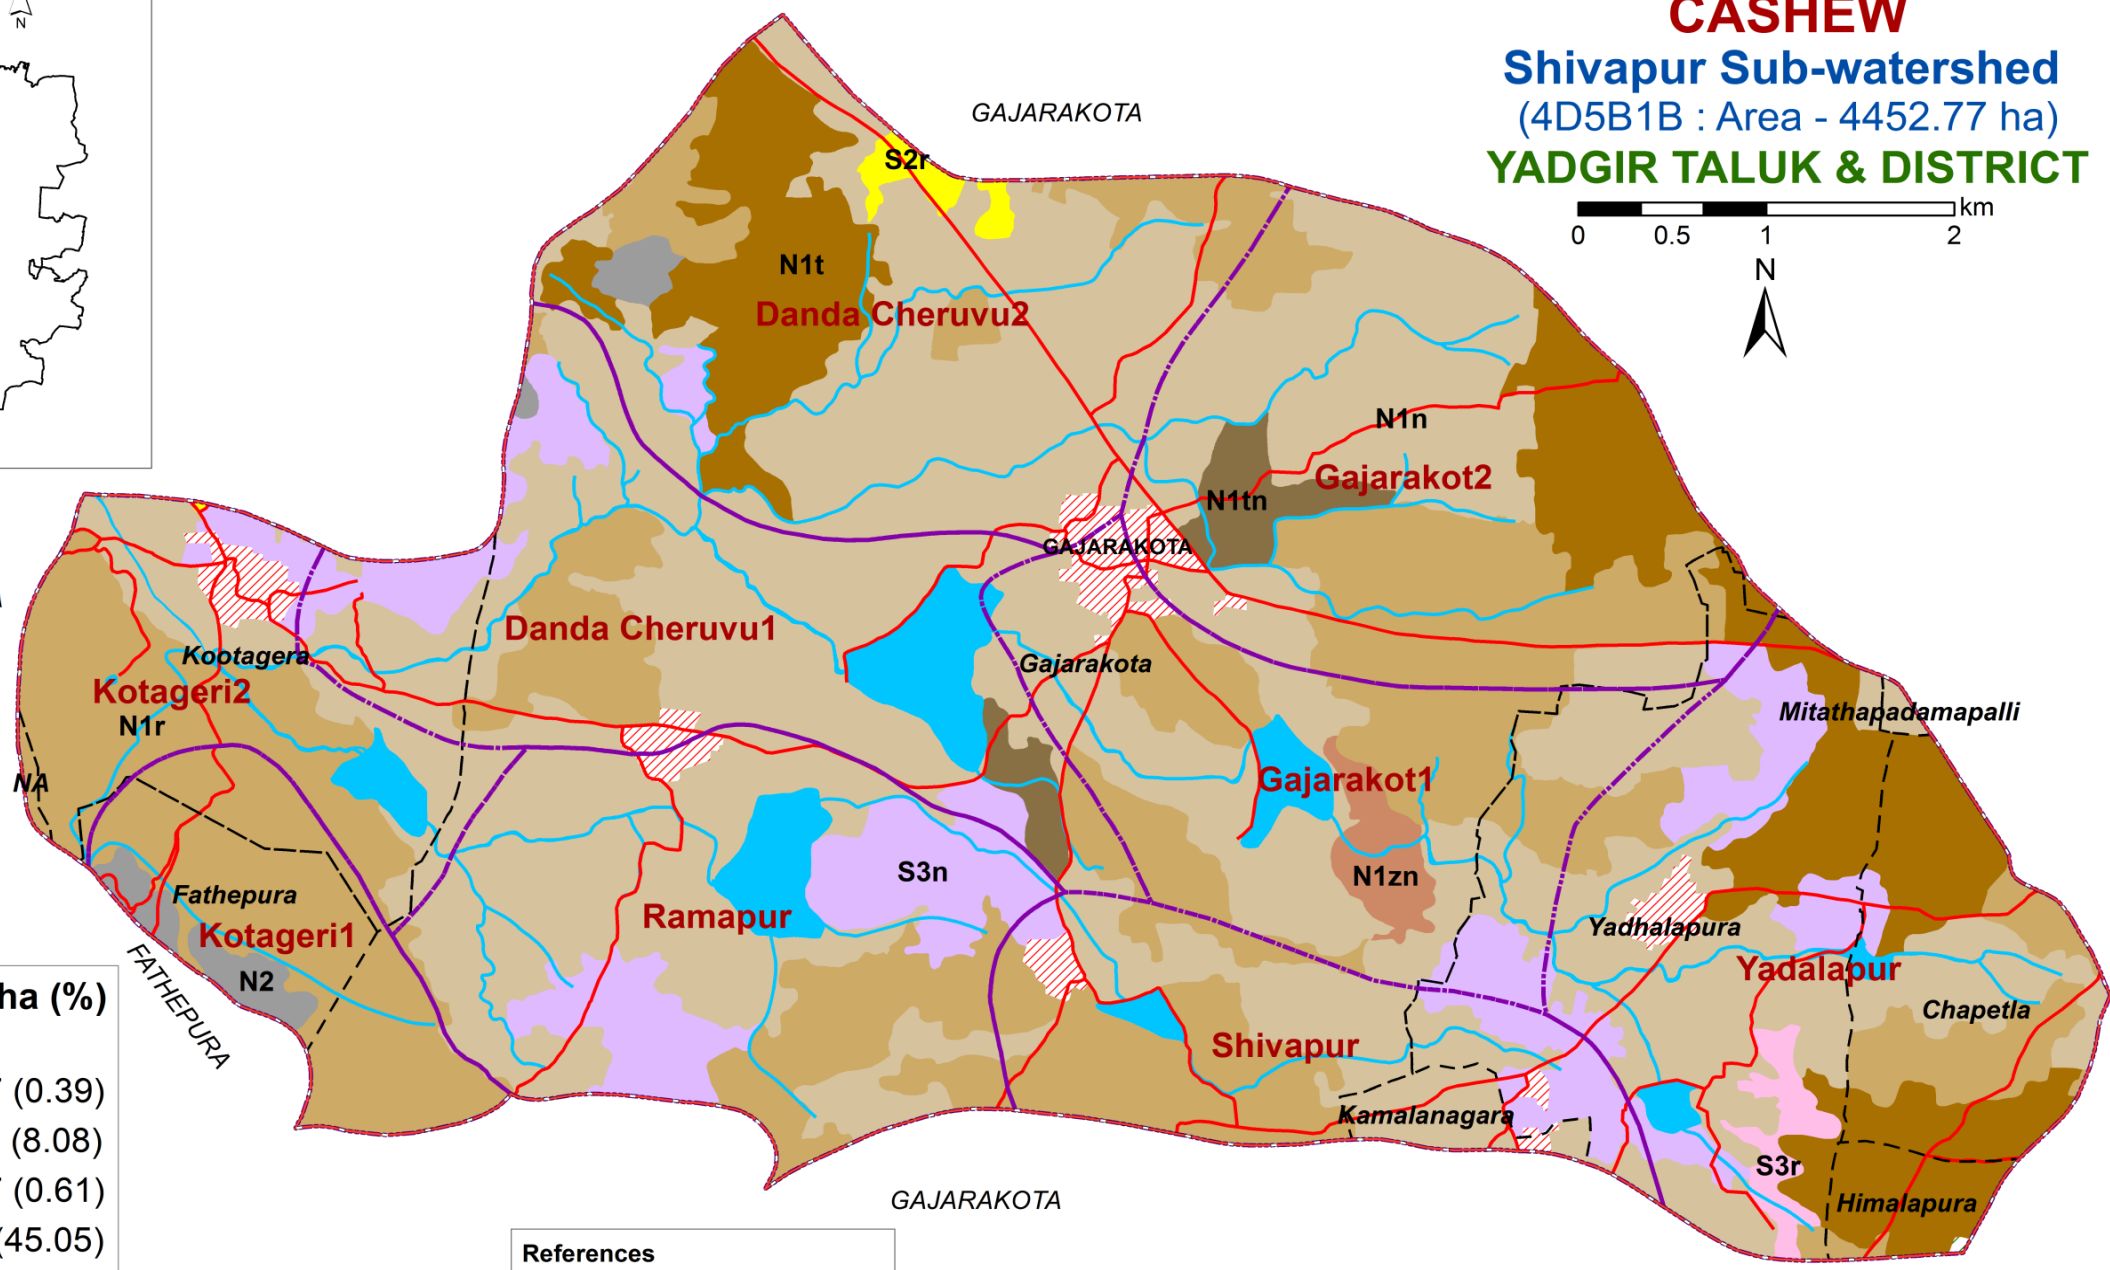 N
CASHEW
Shivapur Sub-watershed
(4D5B1B : Area - 4452.77 ha)
YADGIR TALUK & DISTRICT
km
0 0.5 1 2
N
GAJARAKOTA
S2r
N1t
Danda Cheruvu2
N1n
Gajarakot2
N1tn
GAJARAKOTA
Danda Cheruvu1
Kootagera
Gajarakota
Kotageri2
N1r
Mitathapadamapalli
NA
Gajarakot1
S3n
N1zn
Fathepura
Ramapur
Yadhalapura
Kotageri1
Yadalapur
N2
FATHEPURA
ha (%)
Chapetla
Shivapur
(0.39)
Kamalanagara
(8.08)
S3r
(0.61)
Himalapura
GAJARAKOTA
(45.05)
References